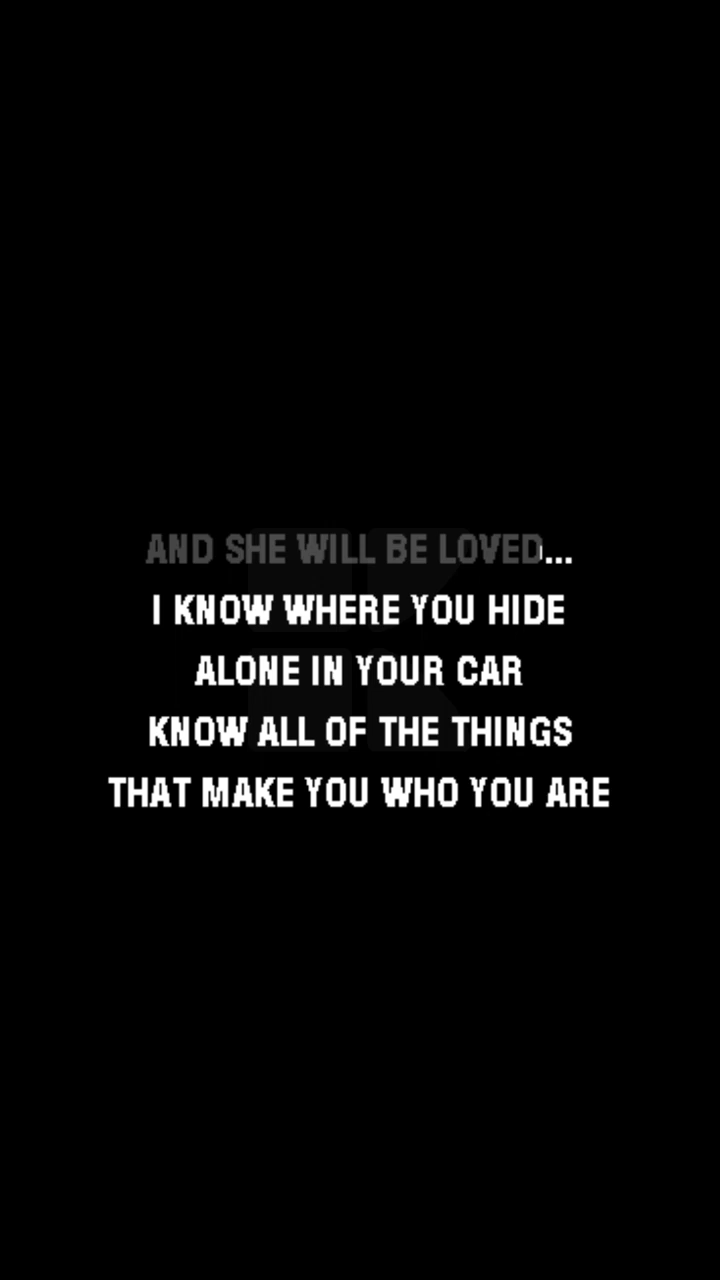 AND SHE WILL BE LOVED...
I KNOW WHERE YOU HIDE
ALONE IN YOUR CAR
KNOW ALL OF THE THINGS
THAT MAKE YOU WHO YOU ARE